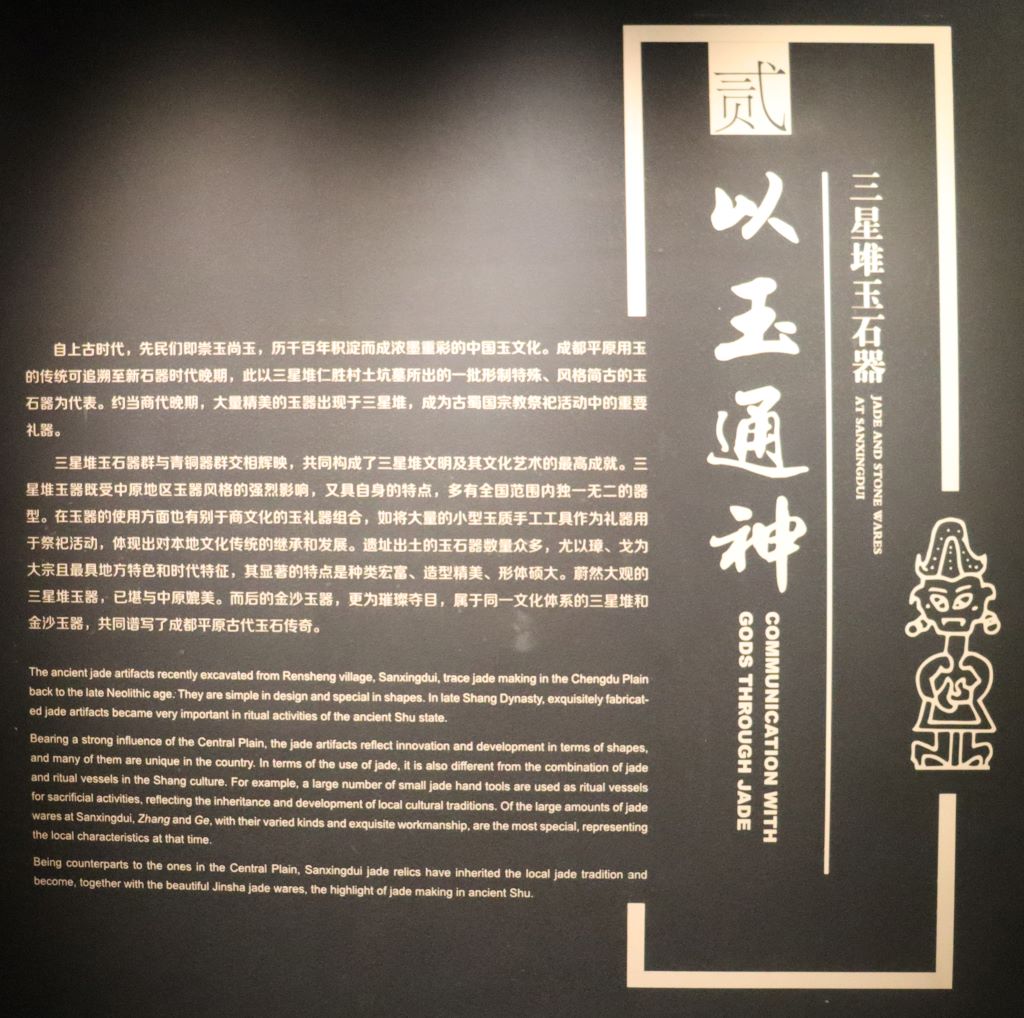 贰
以玉通神
COMMUNICATION WITH
GODS THROUGH JADE
三星堆玉石器
JADE AND STONE WARES
AT SANXINGDUI
自上古时代，先民们即崇玉尚玉，历千百年积淀而成浓墨重彩的中国玉文化。成都平原用玉
的传统可追溯至新石器时代晚期，此以三星堆仁胜村土坑墓所出的一批形制特殊、风格简古的玉
石器为代表。约当商代晚期，大量精美的玉器出现于三星堆，成为古蜀国宗教祭祀活动中的重要
礼器。
三星堆玉石器群与青铜器群交相辉映，共同构成了三星堆文明及其文化艺术的最高成就。三
星堆玉器既受中原地区玉器风格的强烈影响，又具自身的特点，多有全国范围内独一无二的器
型。在玉器的使用方面也有别于商文化的玉礼器组合，如将大量的小型玉质手工工具作为礼器用
于祭祀活动，体现出对本地文化传统的继承和发展。遗址出土的玉石器数量众多，尤以璋、戈为
大宗且最具地方特色和时代特征，其显著的特点是种类宏富、造型精美、形体硕大。蔚然大观的
三星堆玉器，已堪与中原媲美。而后的金沙玉器，更为璀璨夺目，属于同一文化体系的三星堆和
金沙玉器，共同谱写了成都平原古代玉石传奇。
The ancient jade artifacts recently excavated from Rensheng village, Sanxingdui, trace jade making in the Chengdu Plain
back to the late Neolithic age. They are simple in design and special in shapes. In late Shang Dynasty, exquisitely fabricat-
ed jade artifacts became very important in ritual activities of the ancient Shu state.
Bearing a strong influence of the Central Plain, the jade artifacts reflect innovation and development in terms of shapes,
and many of them are unique in the country. In terms of the use of jade, it is also different from the combination of jade
and ritual vessels in the Shang culture. For example, a large number of small jade hand tools are used as ritual vessels
for sacrificial activities, reflecting the inheritance and development of local cultural traditions. Of the large amounts of jade
wares at Sanxingdui, Zhang and Ge, with their varied kinds and exquisite workmanship, are the most special, representing
the local characteristics at that time.
Being counterparts to the ones in the Central Plain, Sanxingdui jade relics have inherited the local jade tradition and
become, together with the beautiful Jinsha jade wares, the highlight of jade making in ancient Shu.